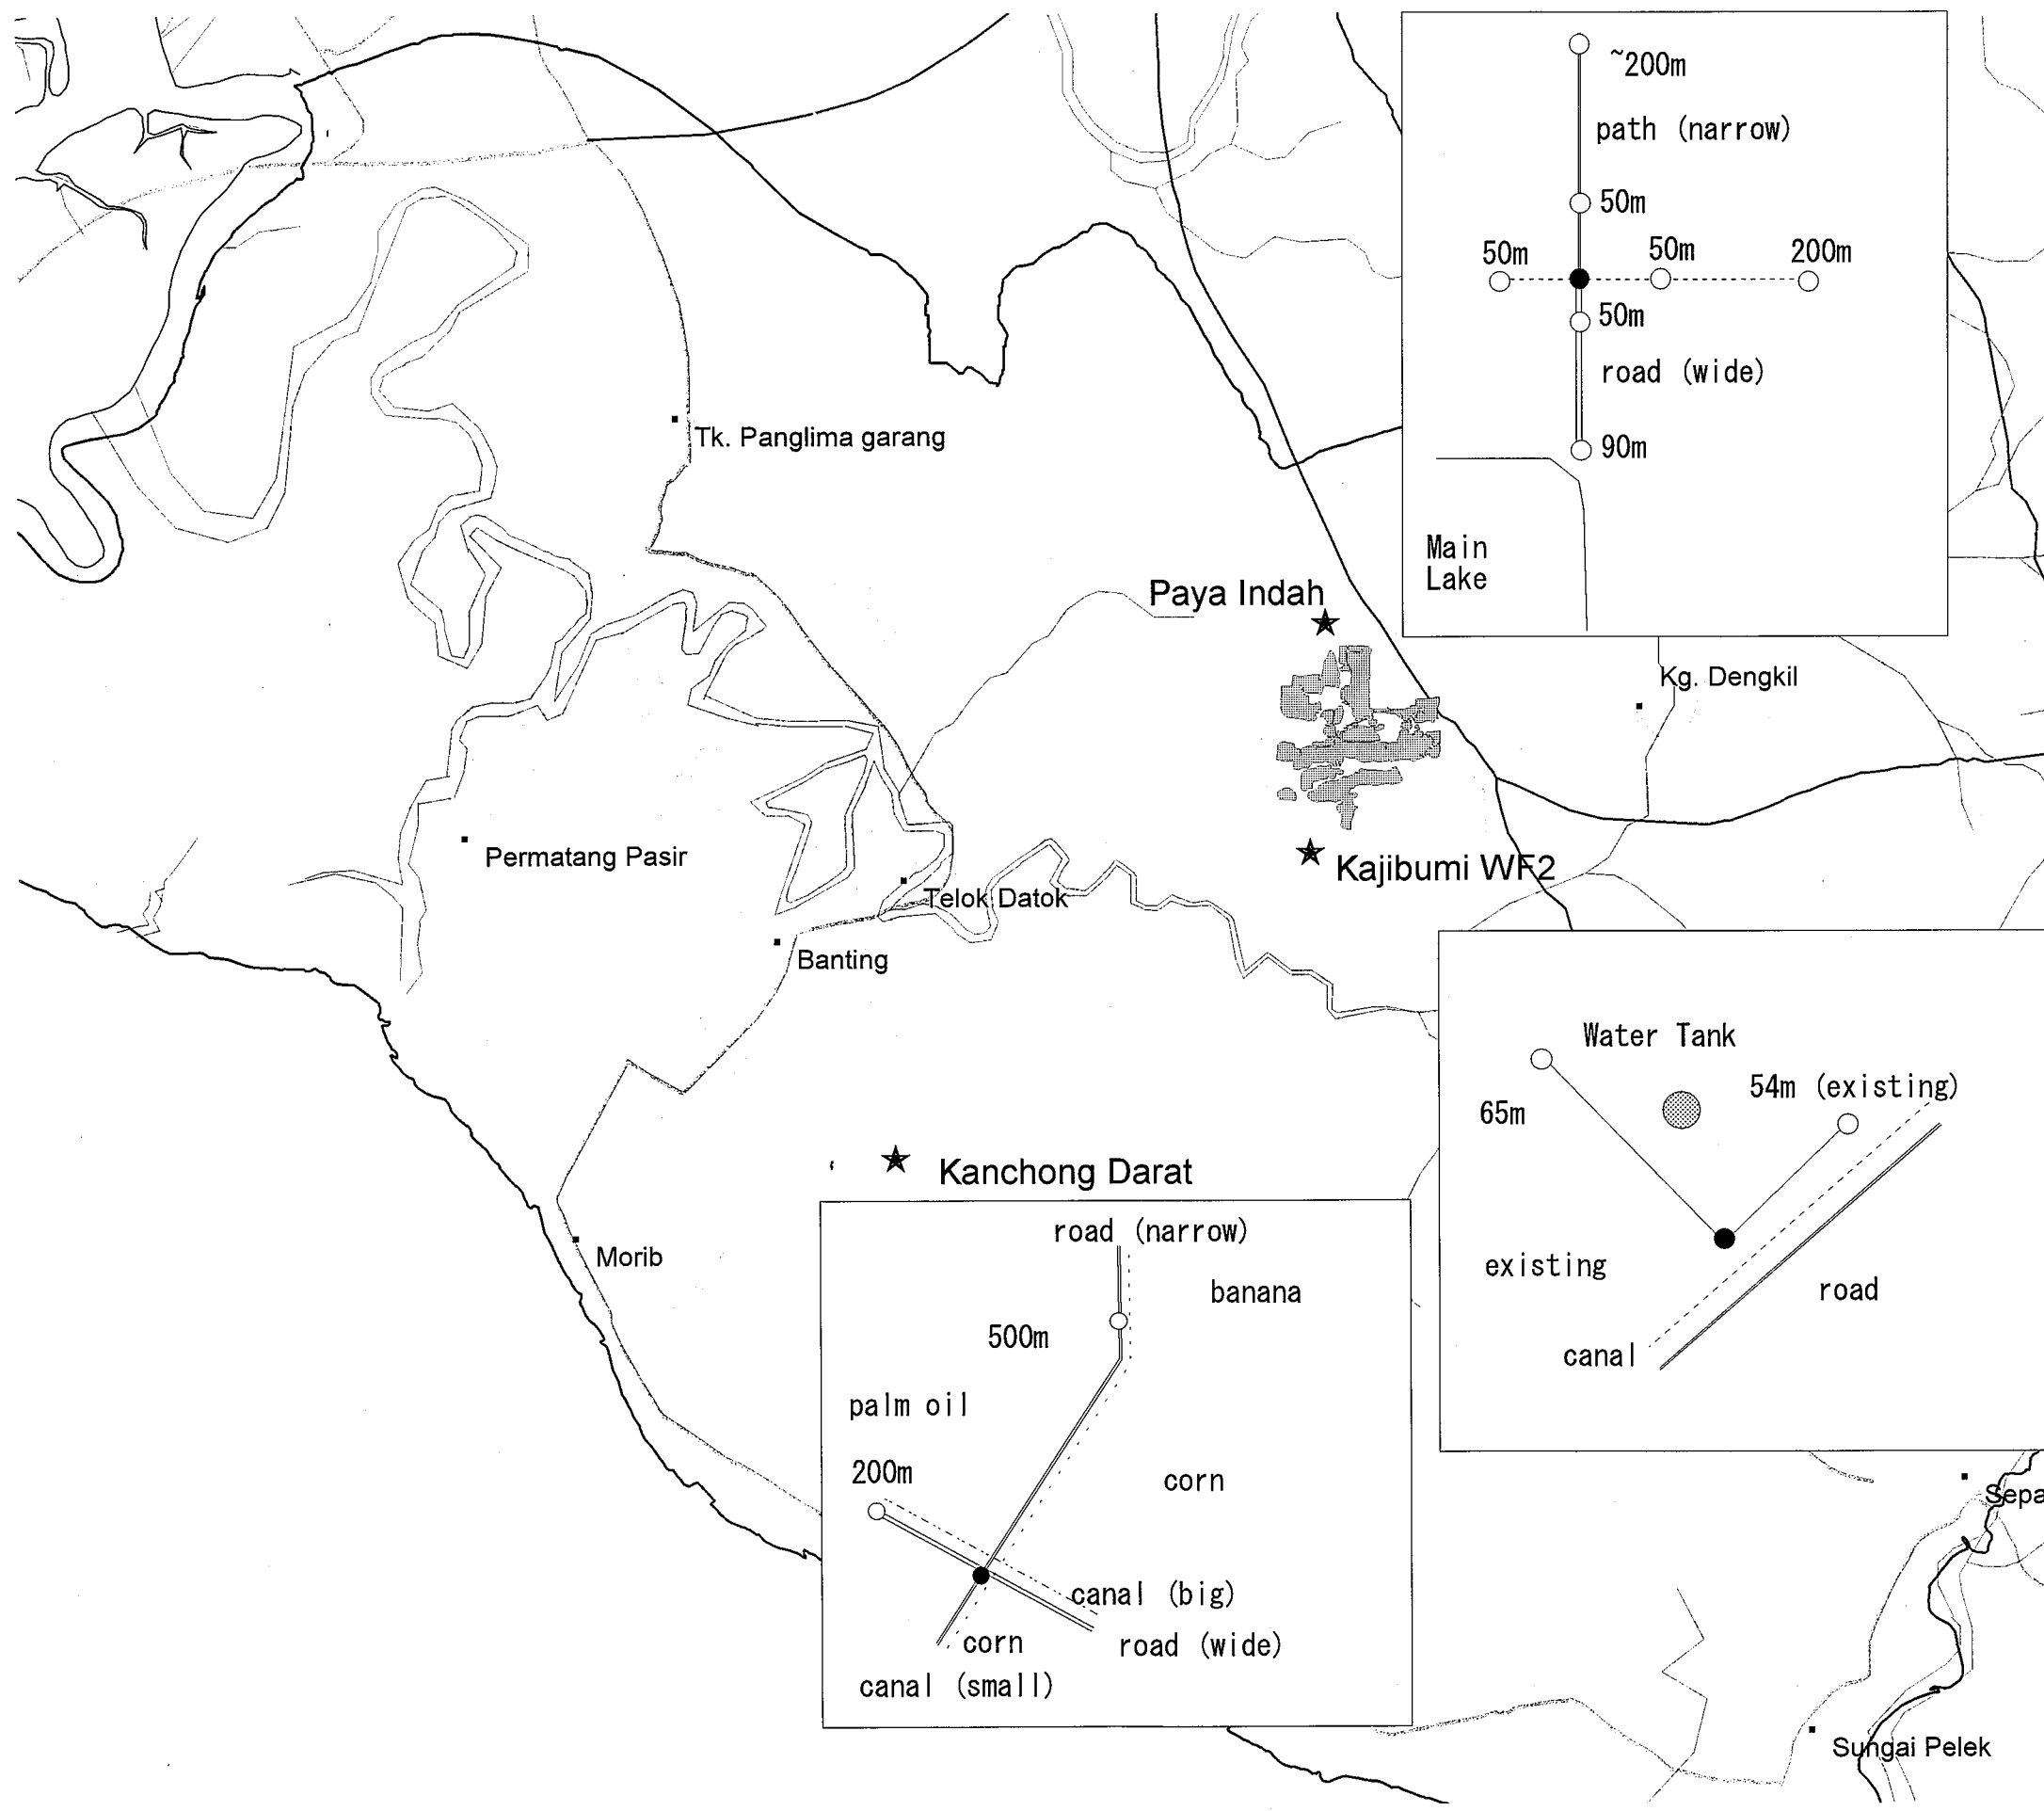 ~200m
path (narrow)
50m
50m
50m
200m
50m
road (wide)
90m
Main
Lake
Tk. Panglima garang
Paya Indah
Kg. Dengkil
Permatang Pasir
Kajibumi WF2
Telok Datok
Banting
Water Tank
54m (existing)
65m
existing
road
canal
Kanchong Darat
Morib
road (narrow)
banana
500m
palm oil
200m
corn
canal (big)
corn
road (wide)
canal (small)
Sepa
Sungai Pelek